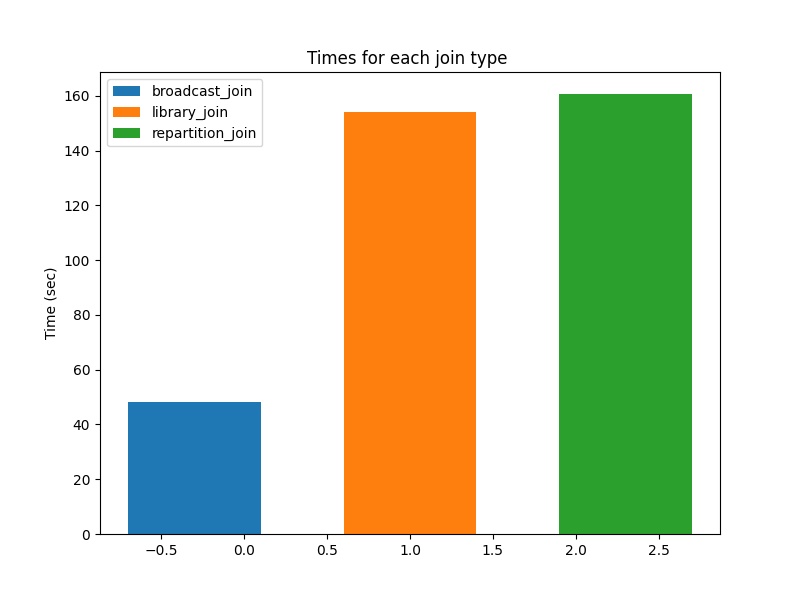 Times for each join type
broadcast_join
library_join
repartition_join
Time (sec)
160
140
120
100
80
60
40
20
0
−0.5 0.0 0.5 1.0 1.5 2.0 2.5